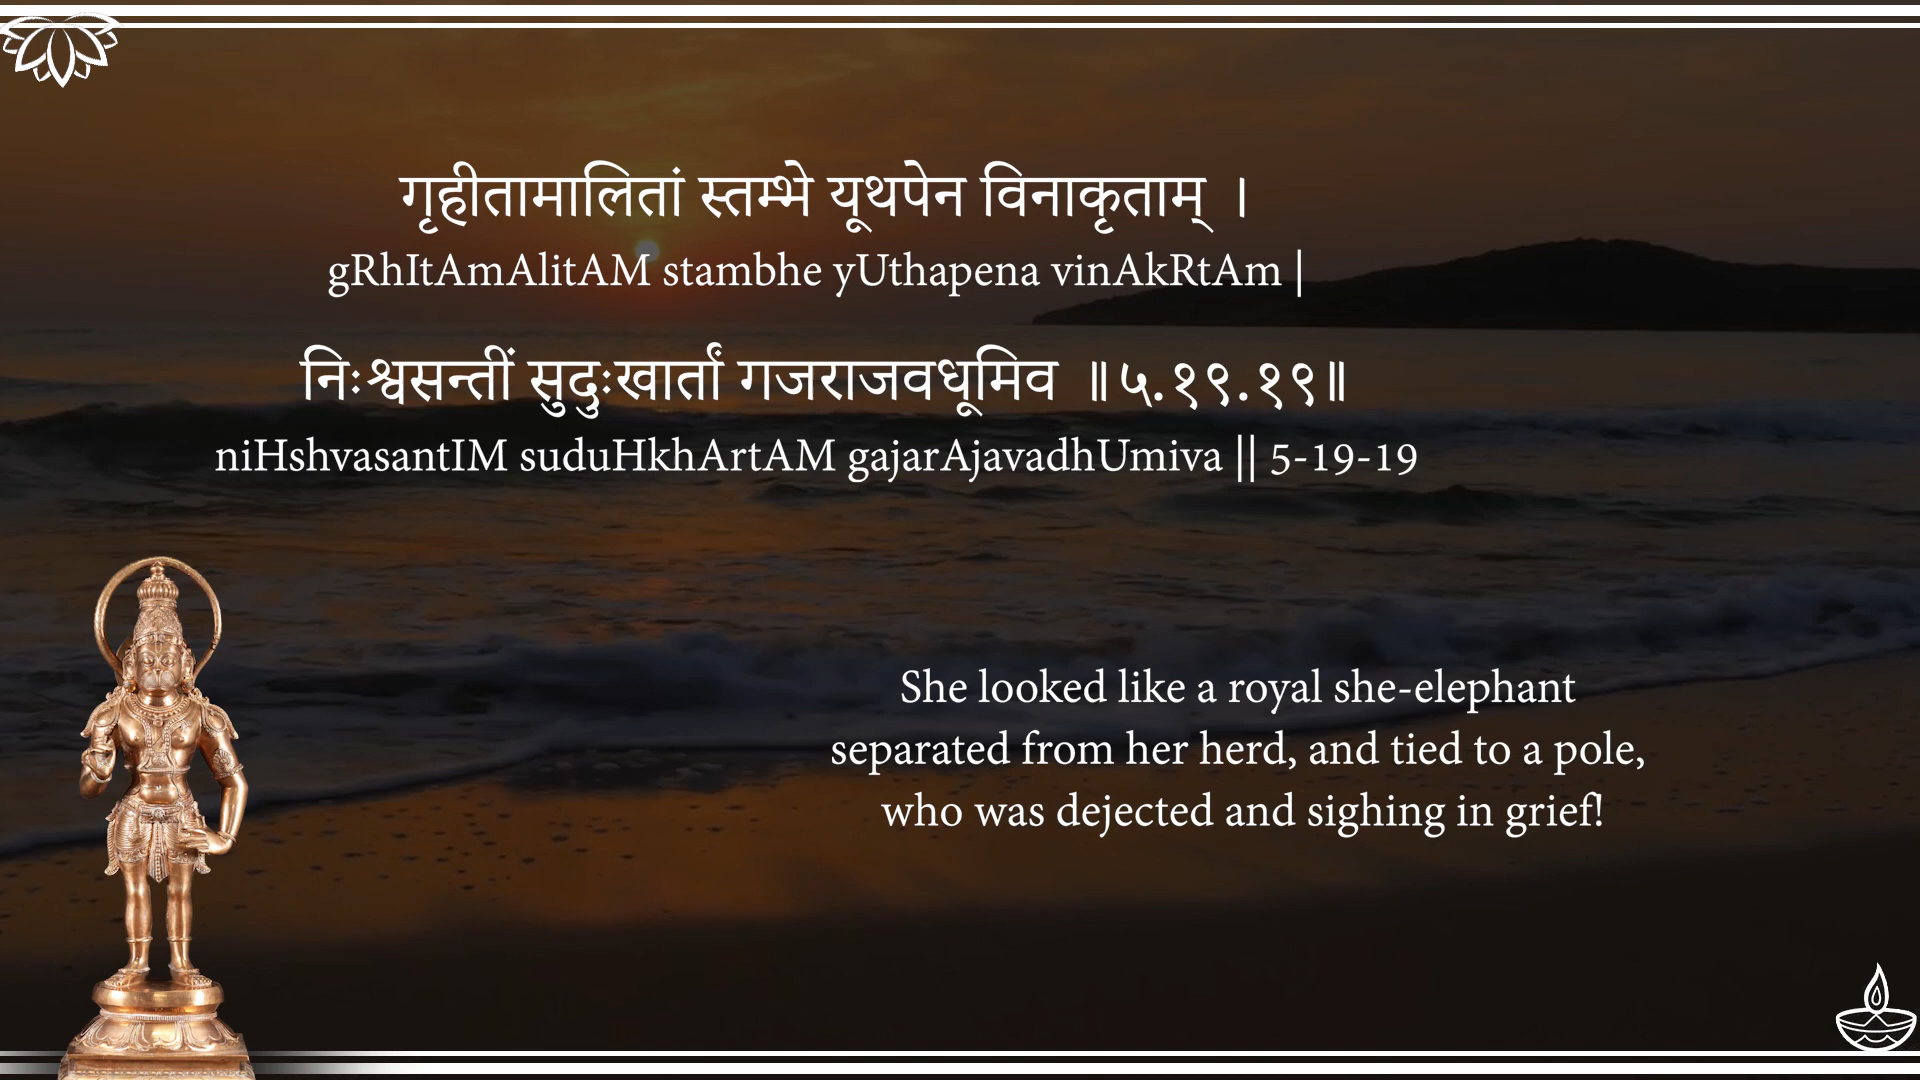 गृहीतामालितां स्तम्भे यूथपेन विनाकृताम् ।
gRhItAmAlitAM stambhe yUthapena vinAkRtAm |
निःश्वसन्तीं सुदुःखार्तां गजराजवधूमिव ॥५.१९.१९॥
niHshvasantIM suduHkhArtAM gajarAjavadhUmiva || 5-19-19
She looked like a royal she-elephant
separated from her herd, and tied to a pole,
who was dejected and sighing in grief!